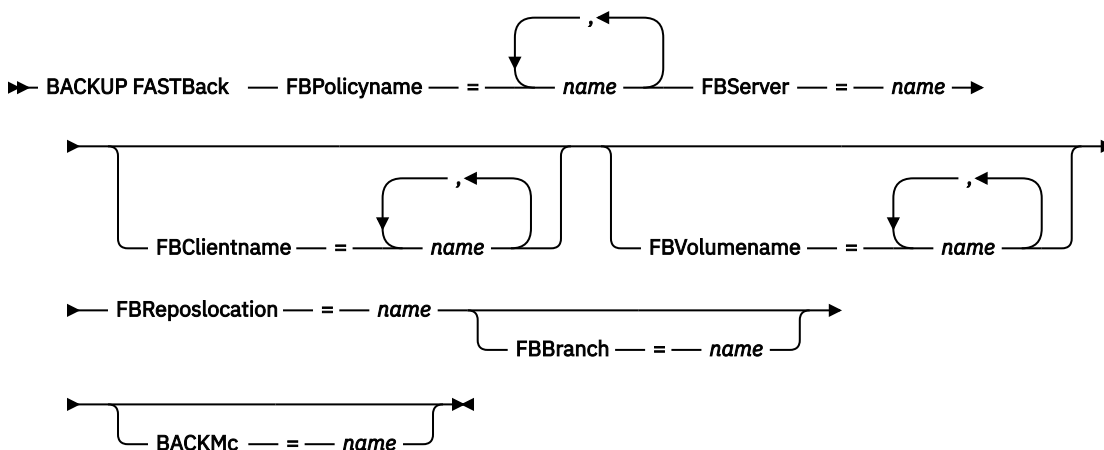 ,
BACKUP FASTBack FBPolicyname = name FBServer = name
, ,
FBClientname = name FBVolumename = name
FBReposlocation = name
FBBranch = name
BACKMc = name